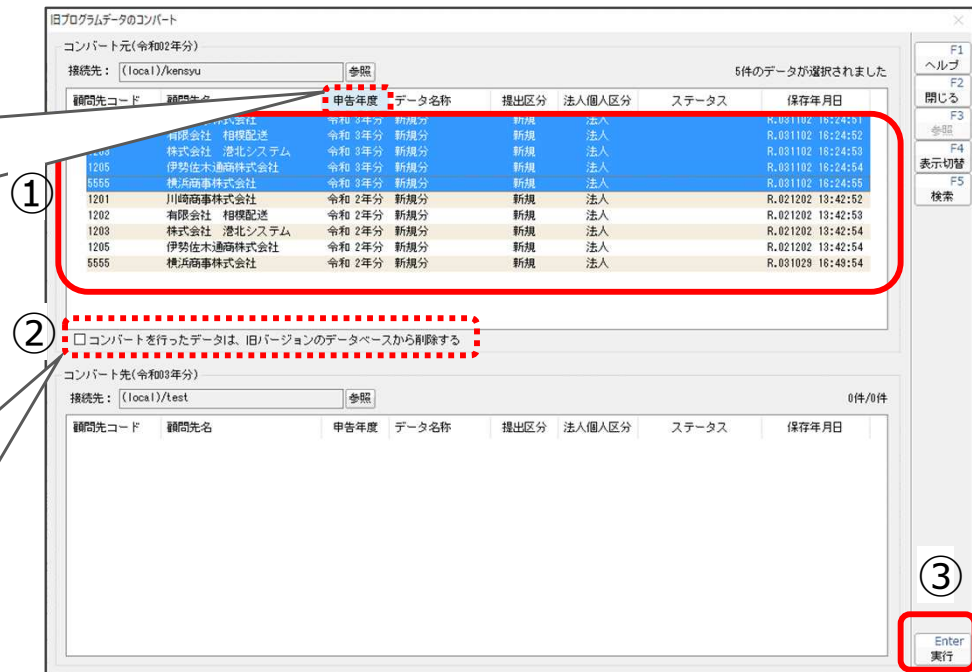 旧プログラムデータのコンバート
コンバート元(令和02年分)
接続先： (local)/kensyu 参照 5件のデータが選択されました
顧問先コード 申告年度 データ名称 提出区分 法人個人区分 ステータス 保存年月日
株式会社 令和 3年分 新規分 新規 法人 R.031102 16:24:51
有限会社 相模配送 令和 3年分 新規分 新規 法人 R.031102 16:24:52
1203 株式会社 港北システム 令和 3年分 新規分 新規 法人 R.031102 16:24:53
1205 伊勢佐木通商株式会社 令和 3年分 新規分 新規 法人 R.031102 16:24:54
5555 横浜商事株式会社 令和 3年分 新規分 新規 法人 R.031102 16:24:55
1201 川崎商事株式会社 令和 2年分 新規分 新規 法人 R.021202 13:42:52
1202 有限会社 相模配送 令和 2年分 新規分 新規 法人 R.021202 13:42:53
1203 株式会社 港北システム 令和 2年分 新規分 新規 法人 R.021202 13:42:54
1205 伊勢佐木通商株式会社 令和 2年分 新規分 新規 法人 R.021202 13:42:54
5555 横浜商事株式会社 令和 2年分 新規分 新規 法人 R.031029 16:49:54
①
②
コンバートを行ったデータは、旧バージョンのデータベースから削除する
コンバート先(令和03年分)
接続先： (local)/test 参照 0件/0件
顧問先コード 顧問先名 申告年度 データ名称 提出区分 法人個人区分 ステータス 保存年月日
F1
ヘルプ
F2
閉じる
F3
参照
F4
表示切替
F5
検索
③
Enter
実行